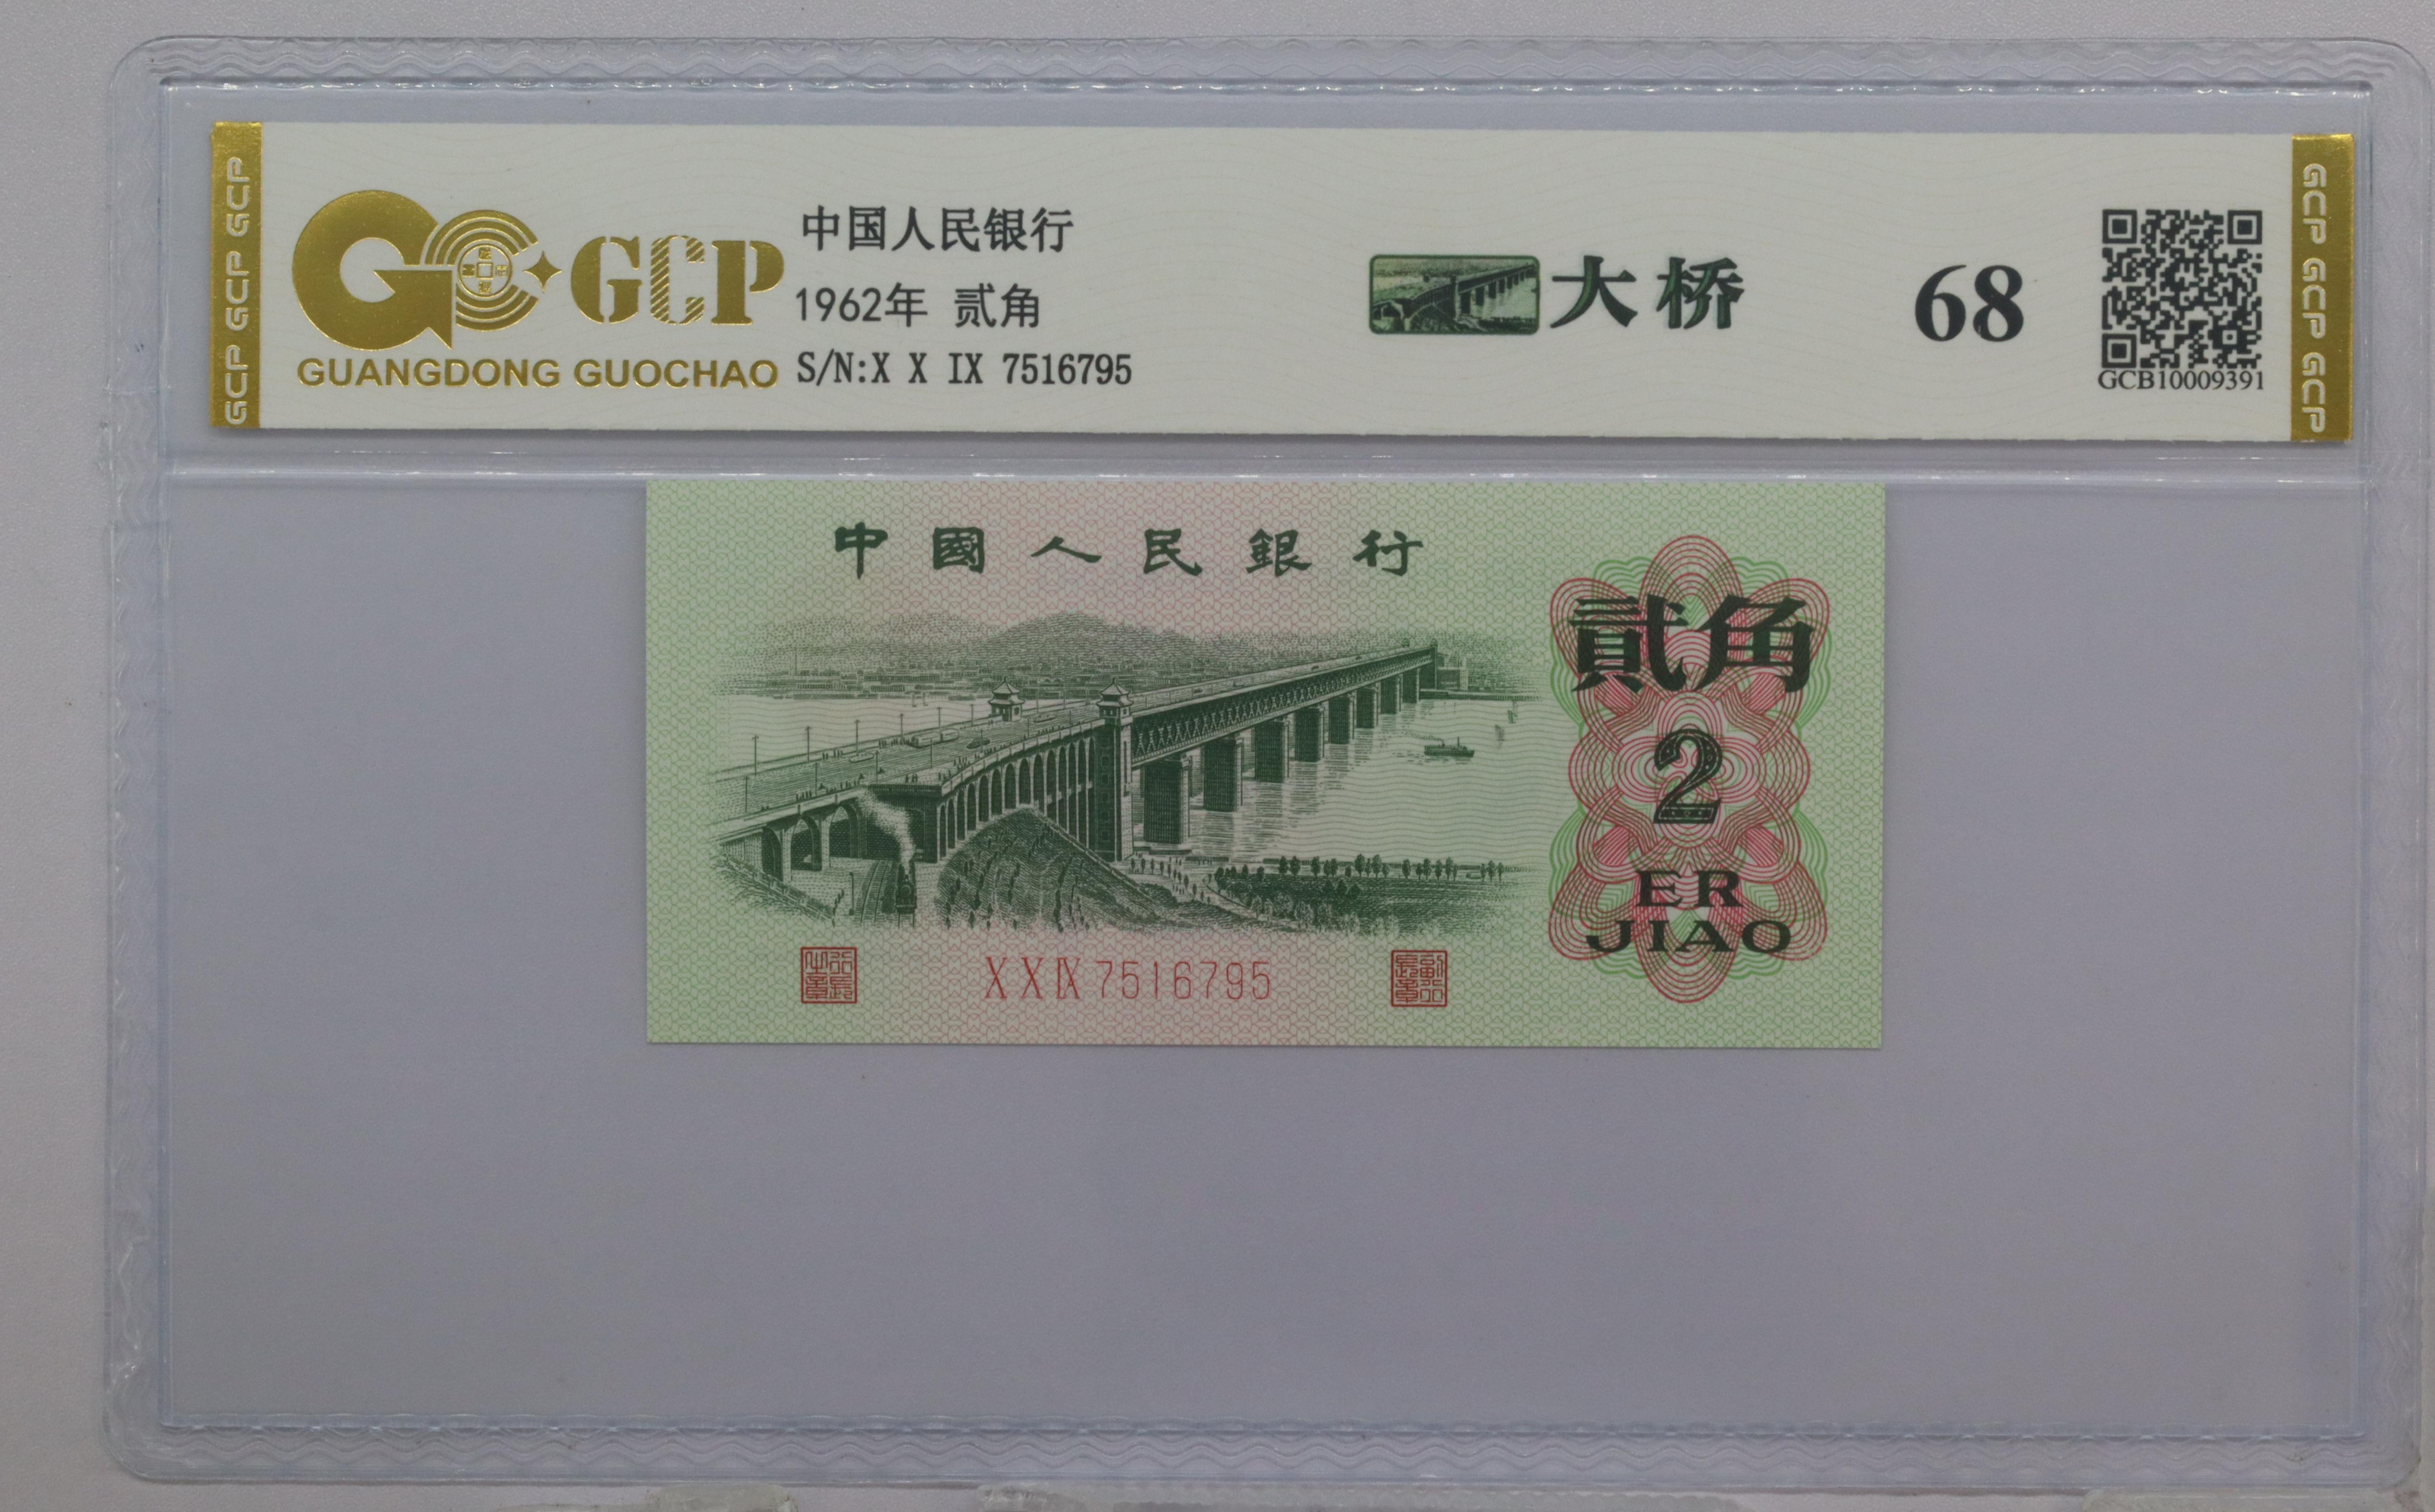 GCP GCP GCP
GCP
GUANGDONG GUOCHAO
中国人民银行
1962年 贰角
S/N:X X IX 7516795
大桥
68
GCB10009391
GCP GCP GCP
中國人民銀行
貳角
2
ER
JIAO
X X IX 7516795